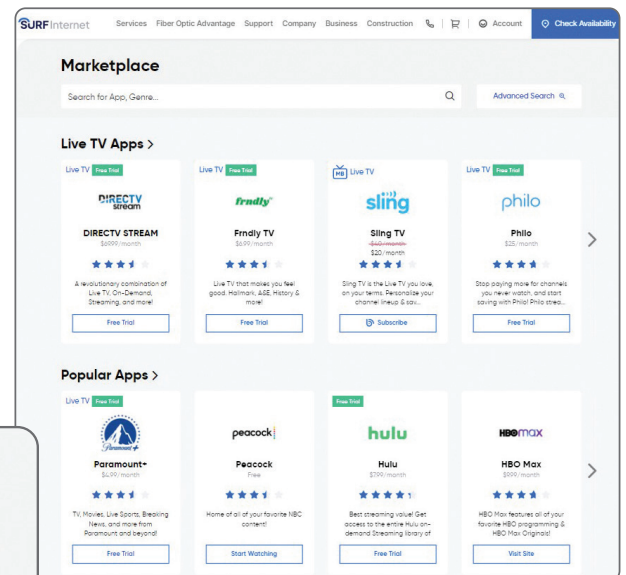 SURF Internet
Services Fiber Optic Advantage Support Company Business Construction Account Check Availability
Marketplace
Search for App, Genre...
Advanced Search
Live TV Apps >
Live TV Free Trial
DIRECTV
stream
DIRECTV STREAM
$69.99/month
A revolutionary combination of
Live TV, On-Demand,
Streaming, and more!
Free Trial
Live TV Free Trial
frndly
Frndly TV
$6.99/month
Live TV that makes you feel
good. Hallmark, A&E, History &
more!
Free Trial
MB Live TV
sling
Sling TV
$40/month
$20/month
Sling TV is the Live TV you love,
on your terms. Personalize your
channel lineup & sav...
Subscribe
Live TV Free Trial
philo
Philo
$25/month
Stop paying more for channels
you never watch, and start
saving with Philo! Philo strea...
Free Trial
Popular Apps >
Live TV Free Trial
Paramount+
Paramount+
$4.99/month
TV, Movies, Live Sports, Breaking
News, and more from
Paramount and beyond!
Free Trial
peacock
Peacock
Free
Home of all of your favorite NBC
content!
Start Watching
Free Trial
hulu
Hulu
$7.99/month
Best streaming value! Get
access to the entire Hulu on-
demand Streaming library of
Free Trial
HBOmax
HBO Max
$9.99/month
HBO Max features all of your
favorite HBO programming &
HBO Max Originals!
Visit Site